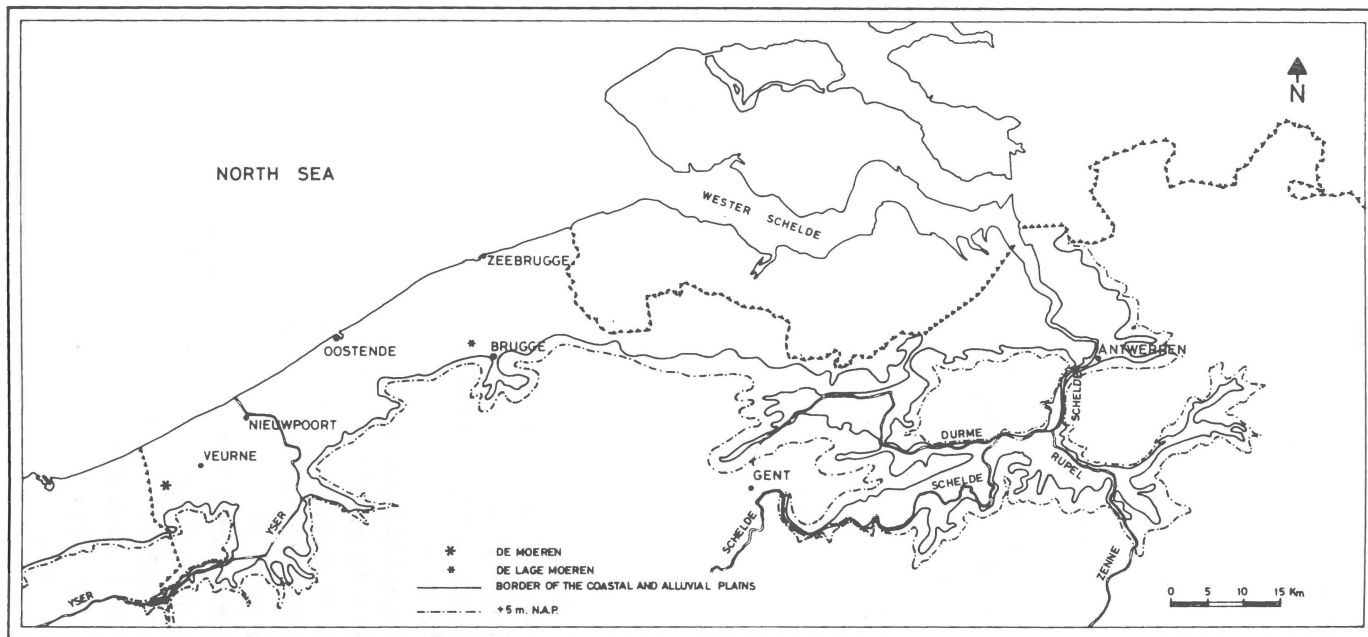 N
NORTH SEA
WESTER SCHELDE
ZEEBRUGGE
OOSTENDE
BRUGGE
ANTWERPEN
SCHELDE
NIEUWPOORT
VEURNE
DURME
RUPEL
GENT
SCHELDE
SCHELDE
YSER
YSER
ZENNE
* DE MOEREN
* DE LAGE MOEREN
BORDER OF THE COASTAL AND ALLUVIAL PLAINS
+5 m. N.A.P.
0 5 10 15 Km